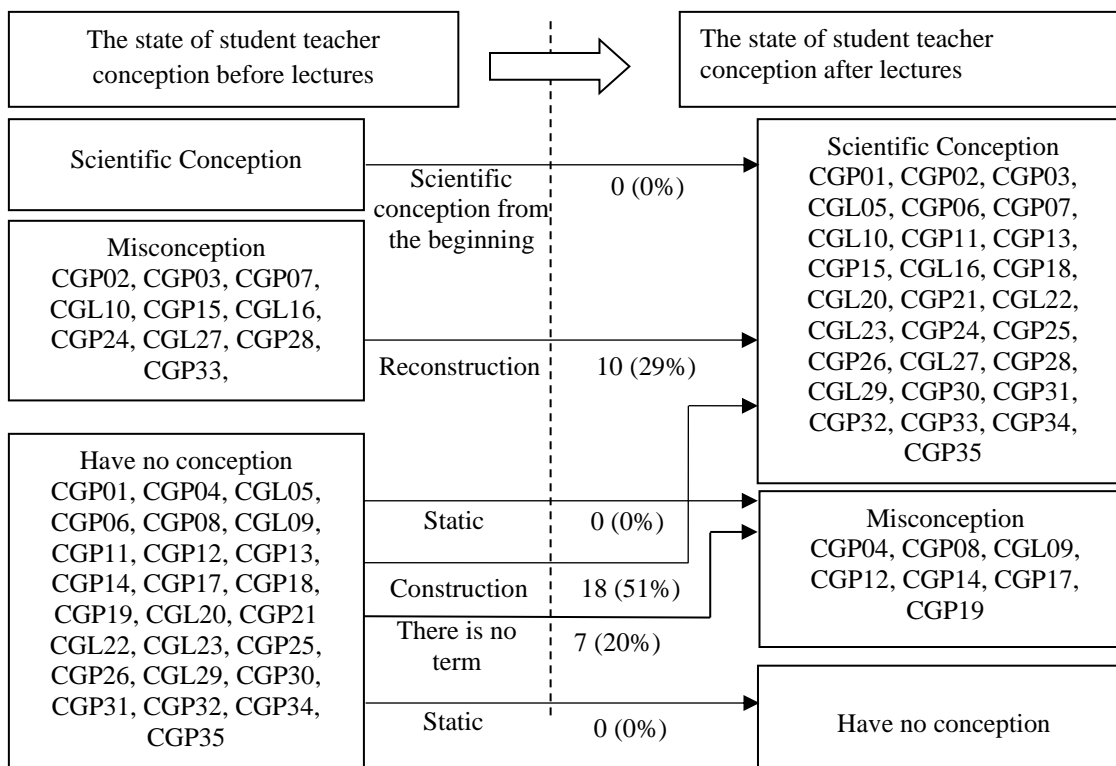 The state of student teacher
conception before lectures
The state of student teacher
conception after lectures
Scientific Conception
Misconception
CGP02, CGP03, CGP07,
CGL10, CGP15, CGL16,
CGP24, CGL27, CGP28,
CGP33,
Have no conception
CGP01, CGP04, CGL05,
CGP06, CGP08, CGL09,
CGP11, CGP12, CGP13,
CGP14, CGP17, CGP18,
CGP19, CGL20, CGP21
CGL22, CGL23, CGP25,
CGP26, CGL29, CGP30,
CGP31, CGP32, CGP34,
CGP35
Scientific
conception from
the beginning
0 (0%)
Reconstruction
10 (29%)
Static
0 (0%)
Construction
18 (51%)
There is no
term
7 (20%)
Static
0 (0%)
Scientific Conception
CGP01, CGP02, CGP03,
CGL05, CGP06, CGP07,
CGL10, CGP11, CGP13,
CGP15, CGL16, CGP18,
CGL20, CGP21, CGL22,
CGL23, CGP24, CGP25,
CGP26, CGL27, CGP28,
CGL29, CGP30, CGP31,
CGP32, CGP33, CGP34,
CGP35
Misconception
CGP04, CGP08, CGL09,
CGP12, CGP14, CGP17,
CGP19
Have no conception